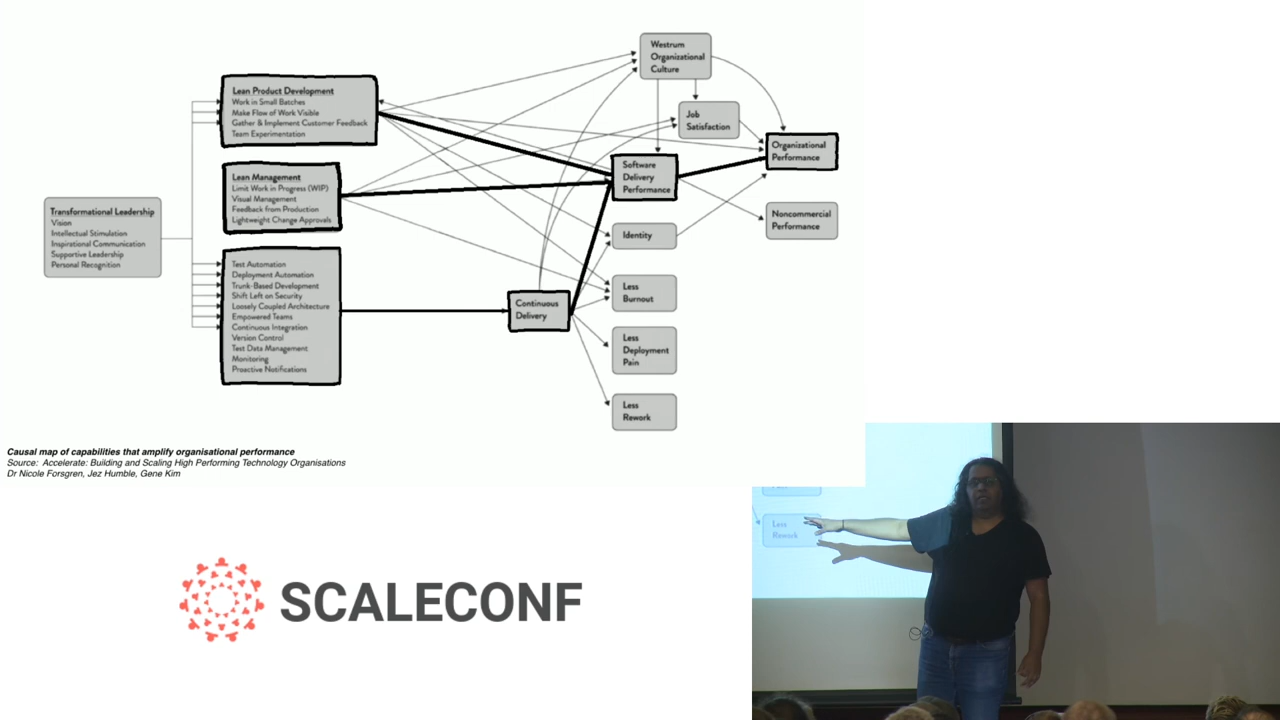 Westrum
Organizational
Culture
Lean Product Development
Work in Small Batches
Make Flow of Work Visible
Gather & Implement Customer Feedback
Team Experimentation
Job
Satisfaction
Organizational
Performance
Lean Management
Limit Work in Progress (WIP)
Visual Management
Feedback from Production
Lightweight Change Approvals
Software
Delivery
Performance
Transformational Leadership
Vision
Intellectual Stimulation
Inspirational Communication
Supportive Leadership
Personal Recognition
Noncommercial
Performance
Identity
Test Automation
Deployment Automation
Trunk-Based Development
Shift Left on Security
Loosely Coupled Architecture
Empowered Teams
Continuous Integration
Version Control
Test Data Management
Monitoring
Proactive Notifications
Continuous
Delivery
Less
Burnout
Less
Deployment
Pain
Less
Rework
Causal map of capabilities that amplify organisational performance
Source: Accelerate: Building and Scaling High Performing Technology Organisations
Dr Nicole Forsgren, Jez Humble, Gene Kim
Less
Rework
SCALECONF